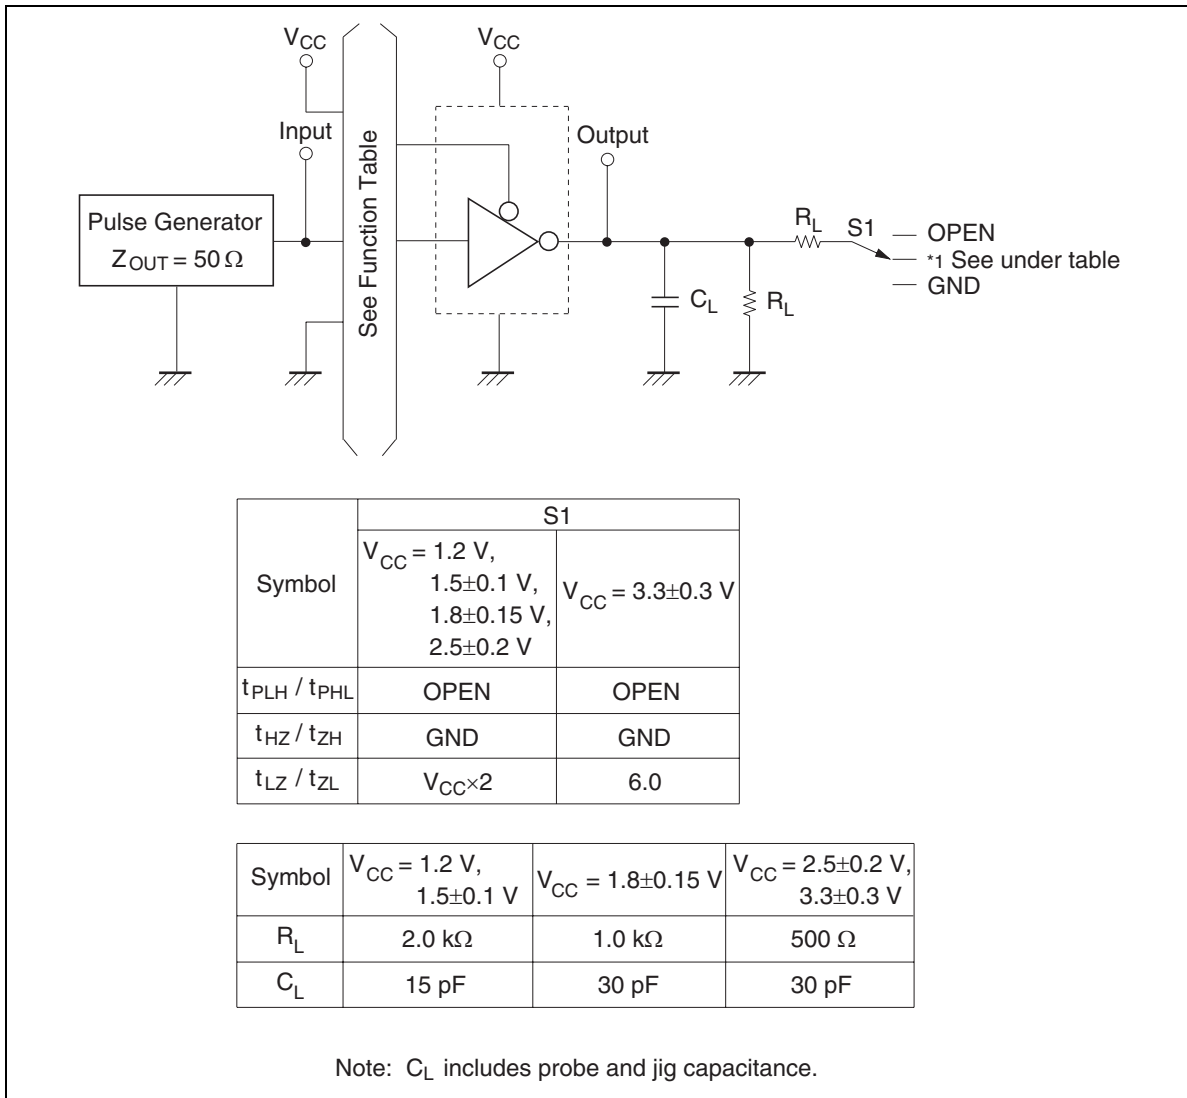 VCC
VCC
Input
Output
See Function Table
Pulse Generator
ZOUT = 50 Ω
RL
S1
OPEN
*1 See under table
GND
CL
RL
Symbol
S1
VCC = 1.2 V,
1.5±0.1 V,
1.8±0.15 V,
2.5±0.2 V
VCC = 3.3±0.3 V
tPLH / tPHL
OPEN
OPEN
tHZ / tZH
GND
GND
tLZ / tZL
VCC×2
6.0
Symbol
VCC = 1.2 V,
1.5±0.1 V
VCC = 1.8±0.15 V
VCC = 2.5±0.2 V,
3.3±0.3 V
RL
2.0 kΩ
1.0 kΩ
500 Ω
CL
15 pF
30 pF
30 pF
Note: CL includes probe and jig capacitance.